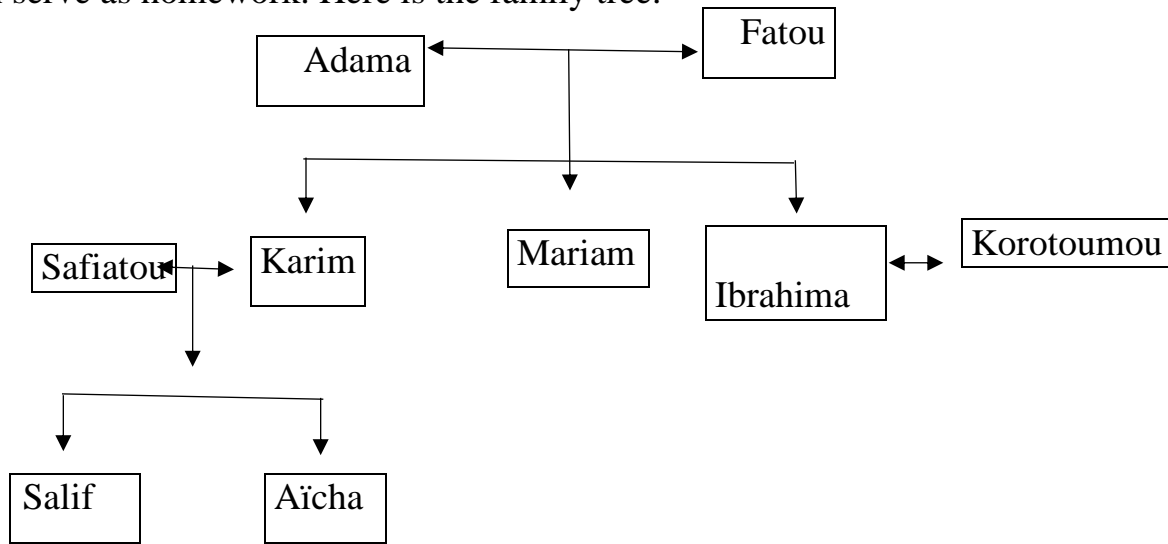 serve as homework. Here is the family tree:
Fatou
Adama
Safiatou
Karim
Mariam
Ibrahima
Korotoumou
Salif
Aïcha